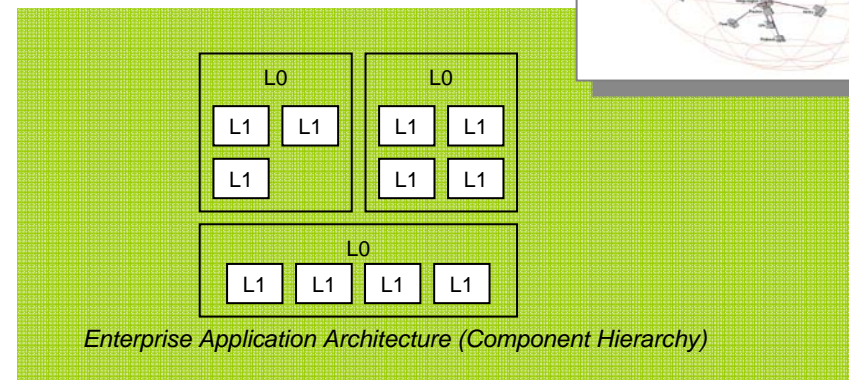 L0
L0
L1 L1
L1 L1
L1
L1 L1
L0
L1 L1 L1 L1
Enterprise Application Architecture (Component Hierarchy)